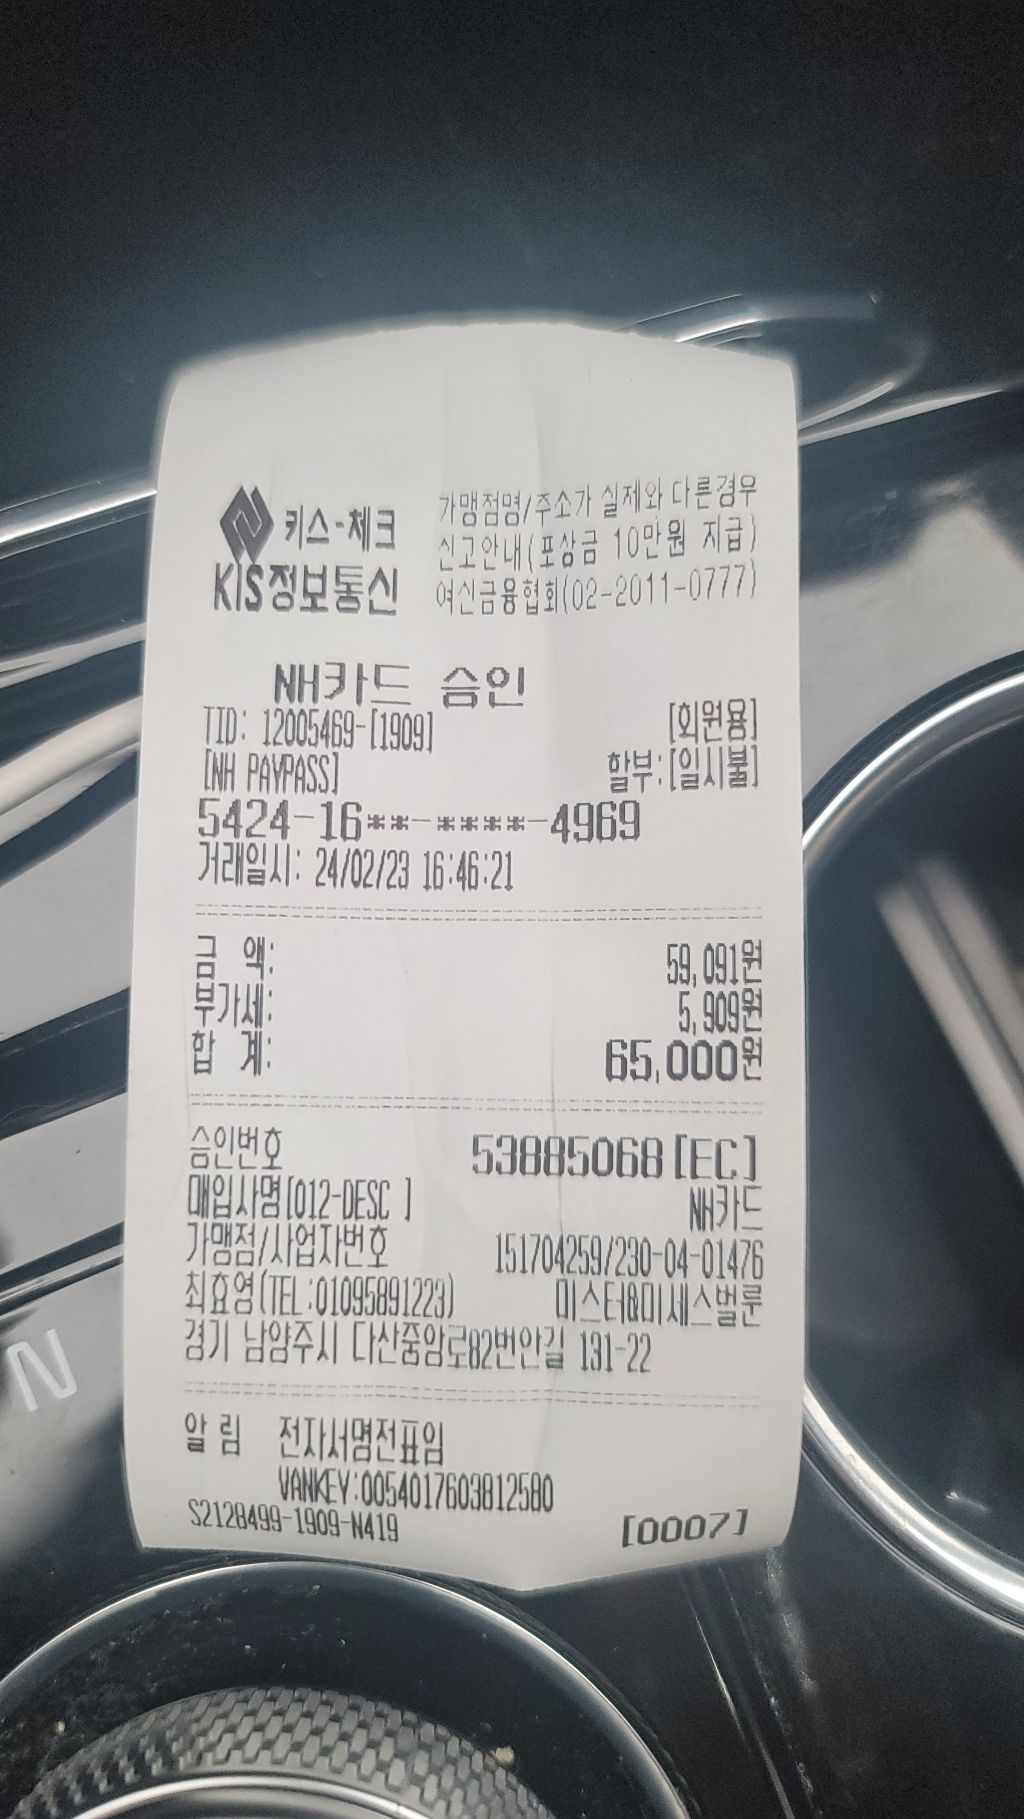 키스-체크
KIS정보통신
가맹점명/주소가 실제와 다른경우
신고안내(포상금 10만원 지급)
여신금융협회(02-2011-0777)
NH카드 승인
TID: 12005469-[1909] [회원용]
[NH PAYPASS] 할부:[일시불]
5424-16**-****-4969
거래일시: 24/02/23 16:46:21
금 액: 59,091원
부가세: 5,909원
합 계: 65,000원
승인번호 53885068[EC]
매입사명[012-DESC ] NH카드
가맹점/사업자번호 151704259/230-04-01476
최효영(TEL:01095891223) 미스터&미세스벌룬
경기 남양주시 다산중앙로82번안길 131-22
알 림 전자서명전표임
VANKEY:0054017603812580
S2128499-1909-N419 [0007]
N